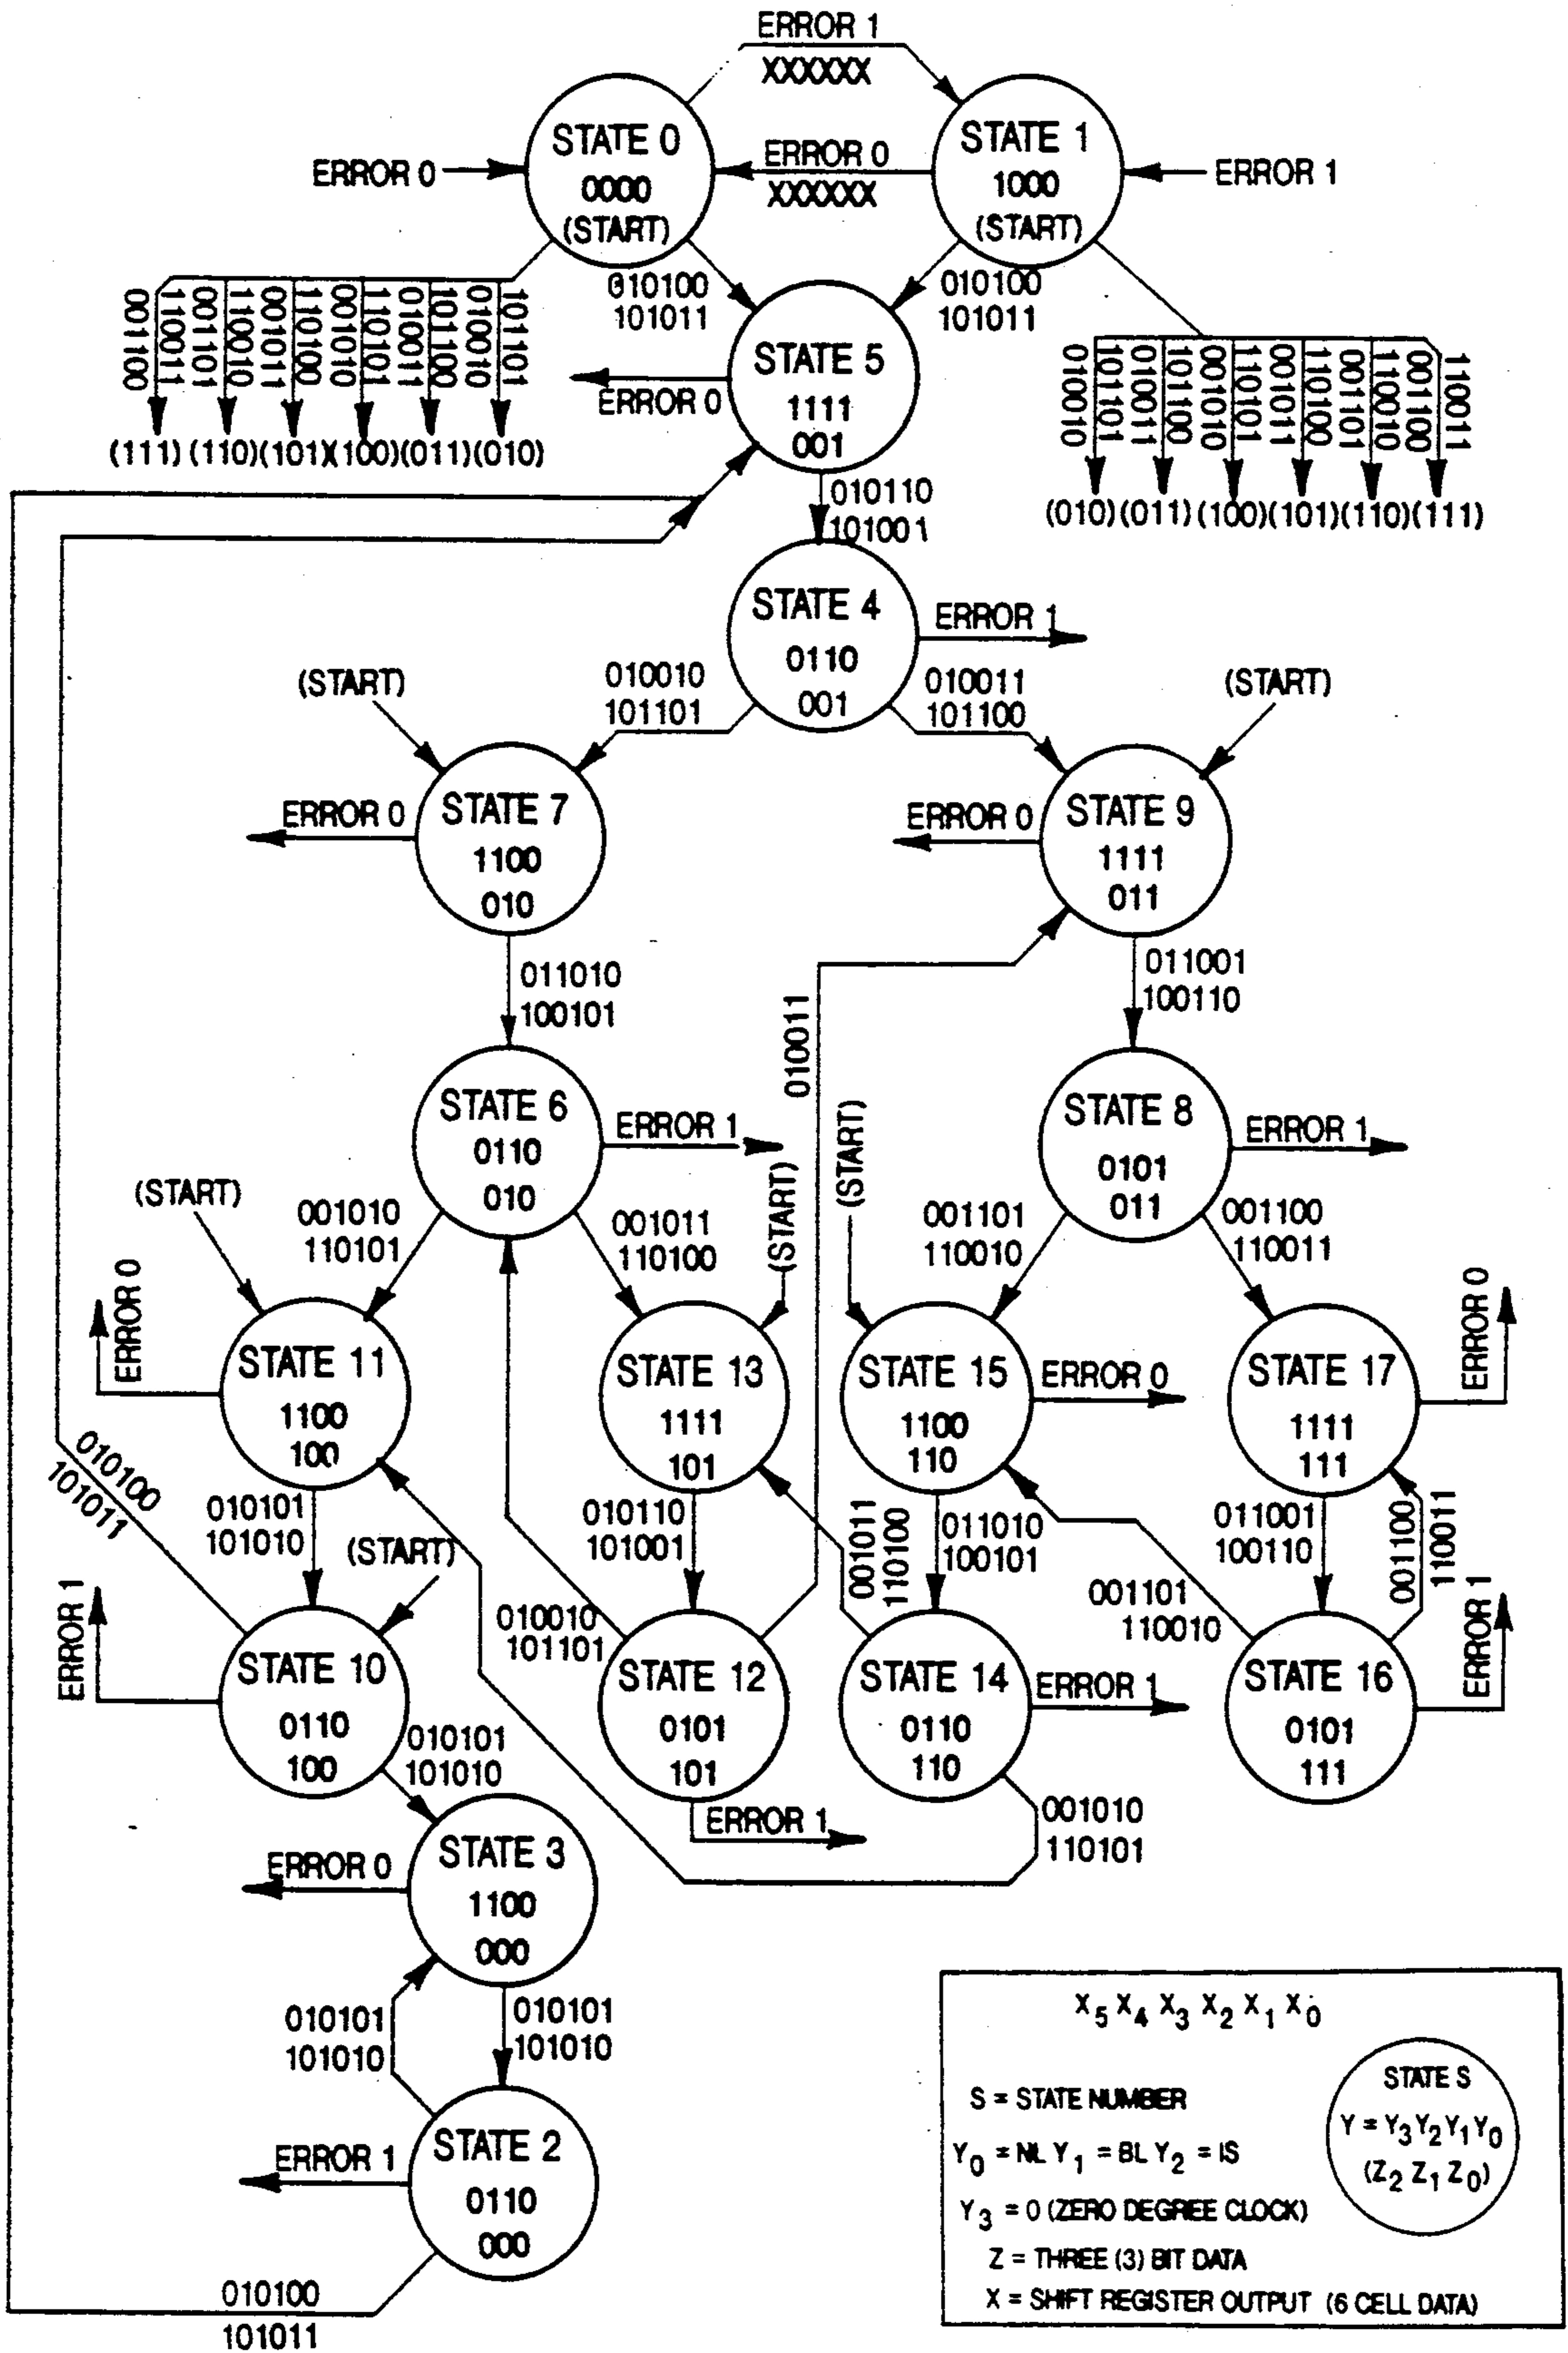 ERROR 1
XXXXXX
STATE 0
0000
(START)
STATE 1
1000
(START)
ERROR 0
ERROR 0
XXXXXX
ERROR 1
001100
110011
001101
110010
001011
110100
001010
110101
010011
101100
010010
101101
(111) (110)(101)(100)(011)(010)
010100
101011
010100
101011
010010
101101
010011
101100
001010
110101
001011
110100
001101
110010
001100
110011
(010)(011)(100)(101)(110)(111)
STATE 5
1111
001
ERROR 0
010110
101001
STATE 4
0110
001
ERROR 1
010010
101101
010011
101100
(START)
(START)
STATE 7
1100
010
ERROR 0
STATE 9
1111
011
ERROR 0
011010
100101
011001
100110
010011
STATE 6
0110
010
ERROR 1
STATE 8
0101
011
ERROR 1
(START)
(START)
(START)
001010
110101
001011
110100
001101
110010
001100
110011
ERROR 0
STATE 11
1100
100
STATE 13
1111
101
STATE 15
1100
110
ERROR 0
STATE 17
1111
111
ERROR 0
010100
101011
010101
101010
(START)
010110
101001
001011
110100
011010
100101
011001
100110
001100
110011
001101
110010
010010
101101
ERROR 1
STATE 10
0110
100
STATE 12
0101
101
STATE 14
0110
110
ERROR 1
STATE 16
0101
111
ERROR 1
010101
101010
ERROR 1
001010
110101
STATE 3
1100
000
ERROR 0
010101
101010
010101
101010
STATE 2
0110
000
ERROR 1
010100
101011
X5 X4 X3 X2 X1 X0
S = STATE NUMBER
Y0 = NL Y1 = BL Y2 = IS
Y3 = 0 (ZERO DEGREE CLOCK)
Z = THREE (3) BIT DATA
X = SHIFT REGISTER OUTPUT (6 CELL DATA)
STATE S
Y = Y3Y2Y1Y0
(Z2 Z1 Z0)